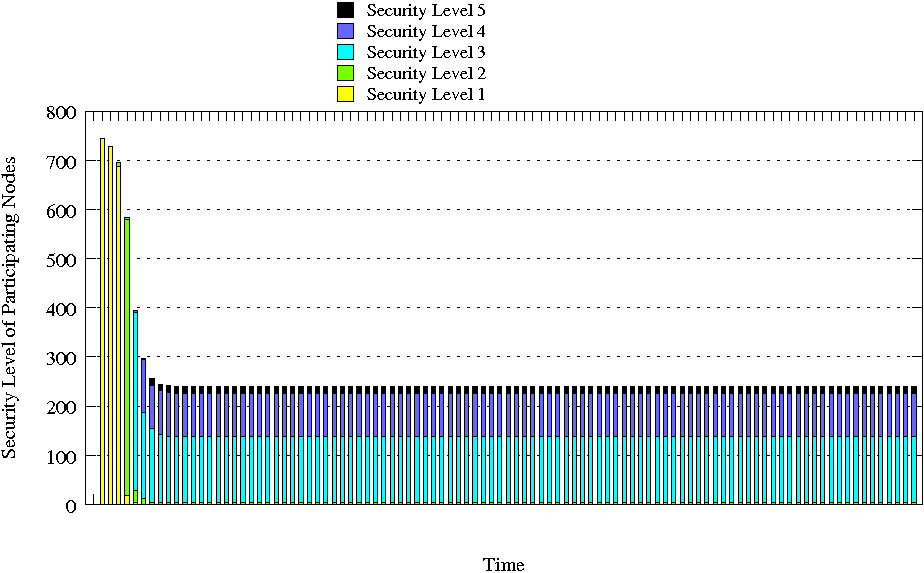 Security Level 5
Security Level 4
Security Level 3
Security Level 2
Security Level 1
800
700
600
500
400
300
200
100
0
Security Level of Participating Nodes
Time